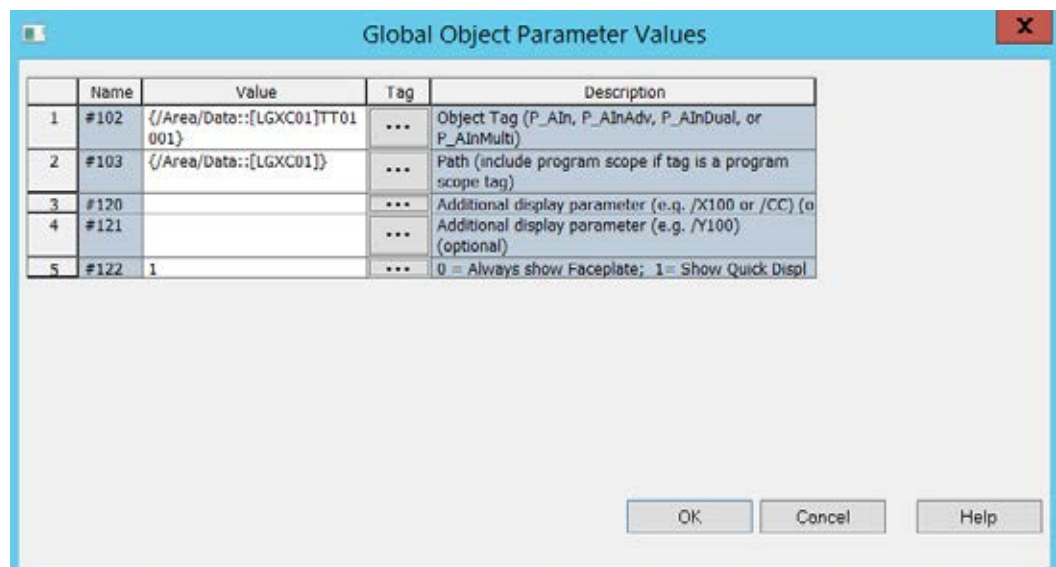 Global Object Parameter Values
X
Name Value Tag Description
1 #102 {/Area/Data::[LGXC01]TT01 ... Object Tag (P_AIn, P_AInAdv, P_AInDual, or
001} P_AInMulti)
2 #103 {/Area/Data::[LGXC01]} ... Path (include program scope if tag is a program
scope tag)
3 #120 ... Additional display parameter (e.g. /X100 or /CC) (o
4 #121 ... Additional display parameter (e.g. /Y100)
(optional)
5 #122 1 ... 0 = Always show Faceplate; 1= Show Quick Displ
OK Cancel Help